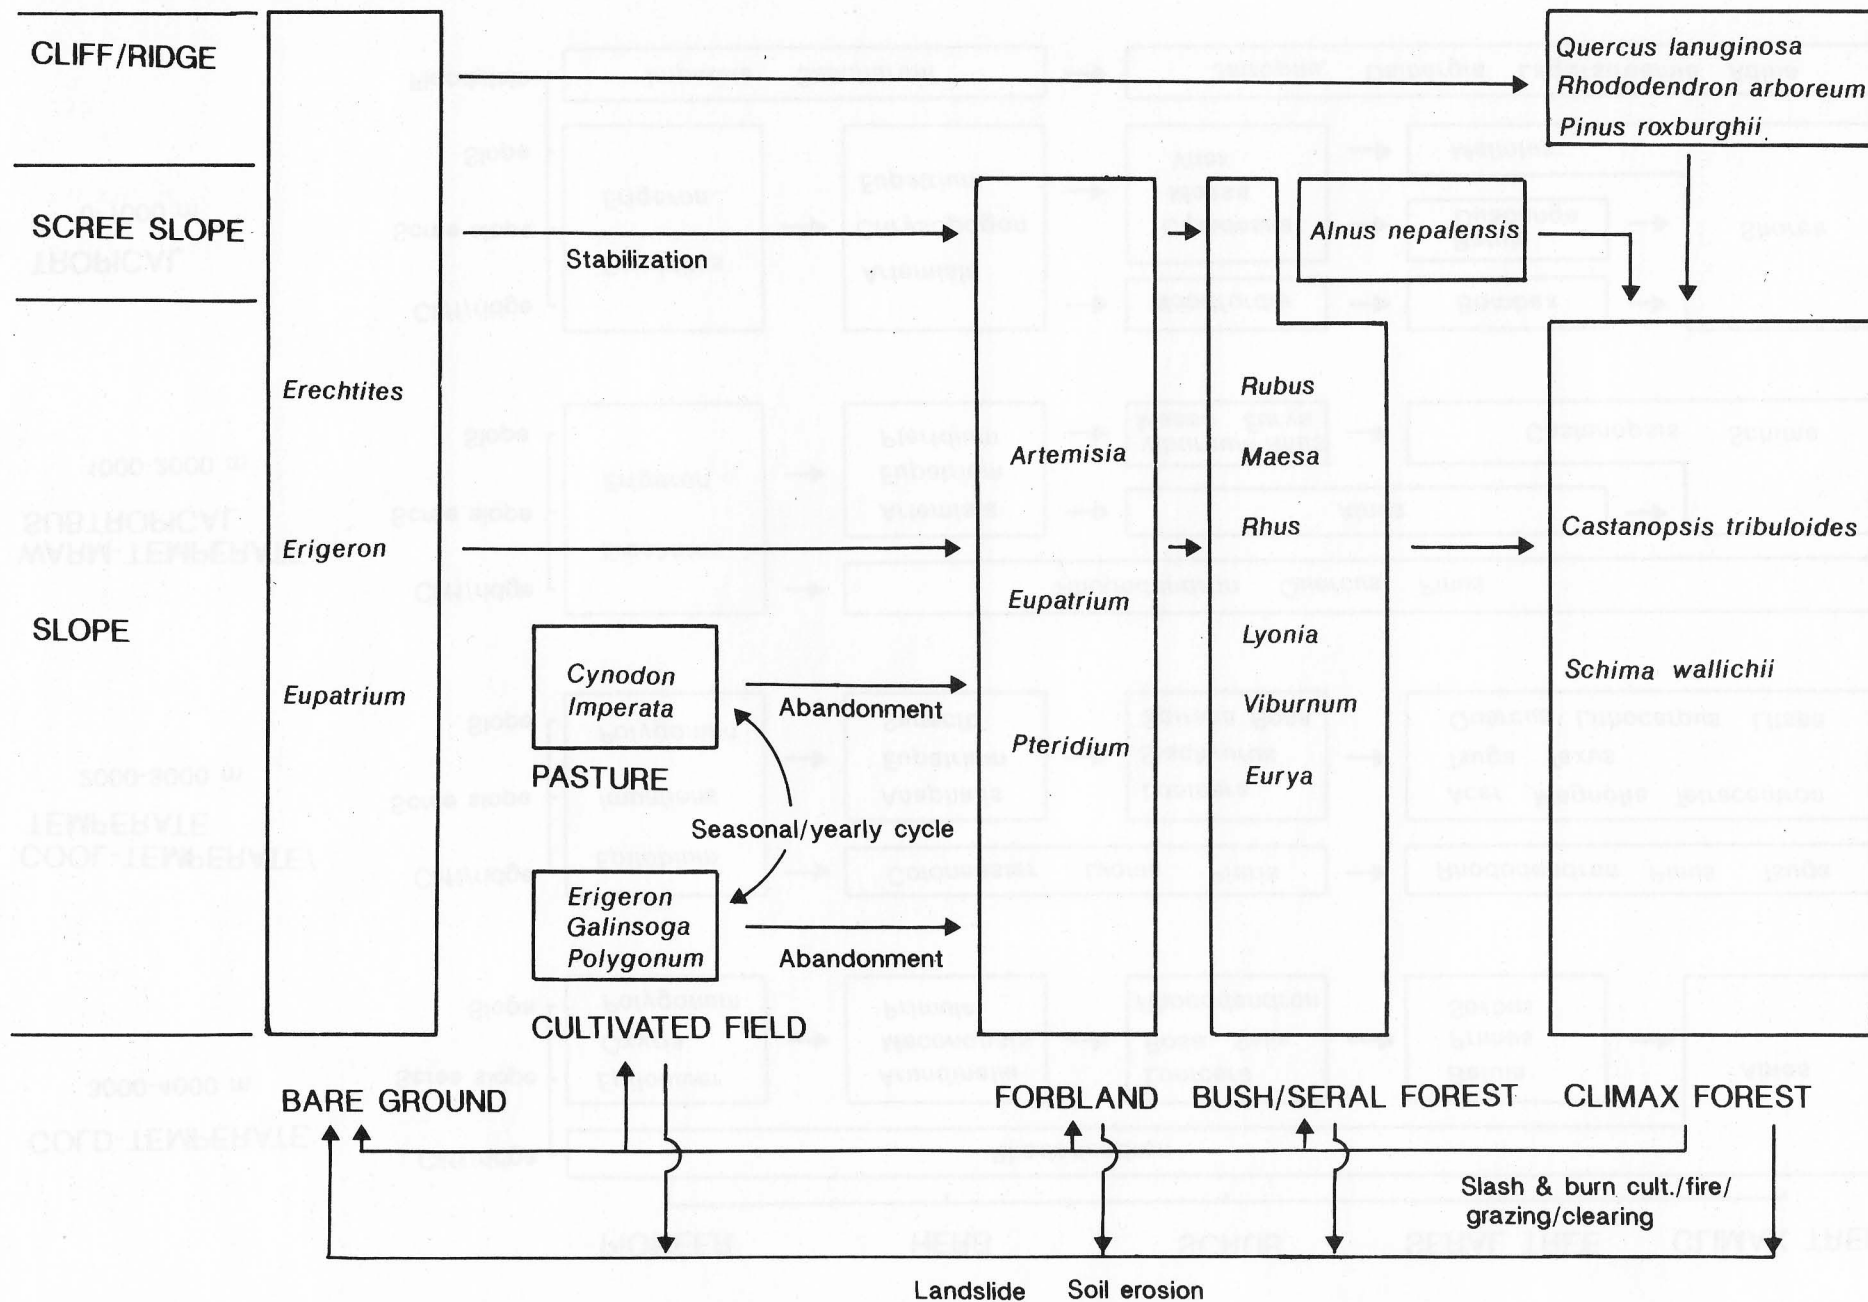 CLIFF/RIDGE
Quercus lanuginosa
Rhododendron arboreum
Pinus roxburghii
SCREE SLOPE
Stabilization
Alnus nepalensis
Erechtites
Erigeron
Eupatrium
SLOPE
Cynodon
Imperata
PASTURE
Abandonment
Seasonal/yearly cycle
Erigeron
Galinsoga
Polygonum
CULTIVATED FIELD
Abandonment
Artemisia
Eupatrium
Pteridium
Rubus
Maesa
Rhus
Lyonia
Viburnum
Eurya
Castanopsis tribuloides
Schima wallichii
BARE GROUND
FORBLAND
BUSH/SERAL FOREST
CLIMAX FOREST
Slash & burn cult./fire/
grazing/clearing
Landslide Soil erosion